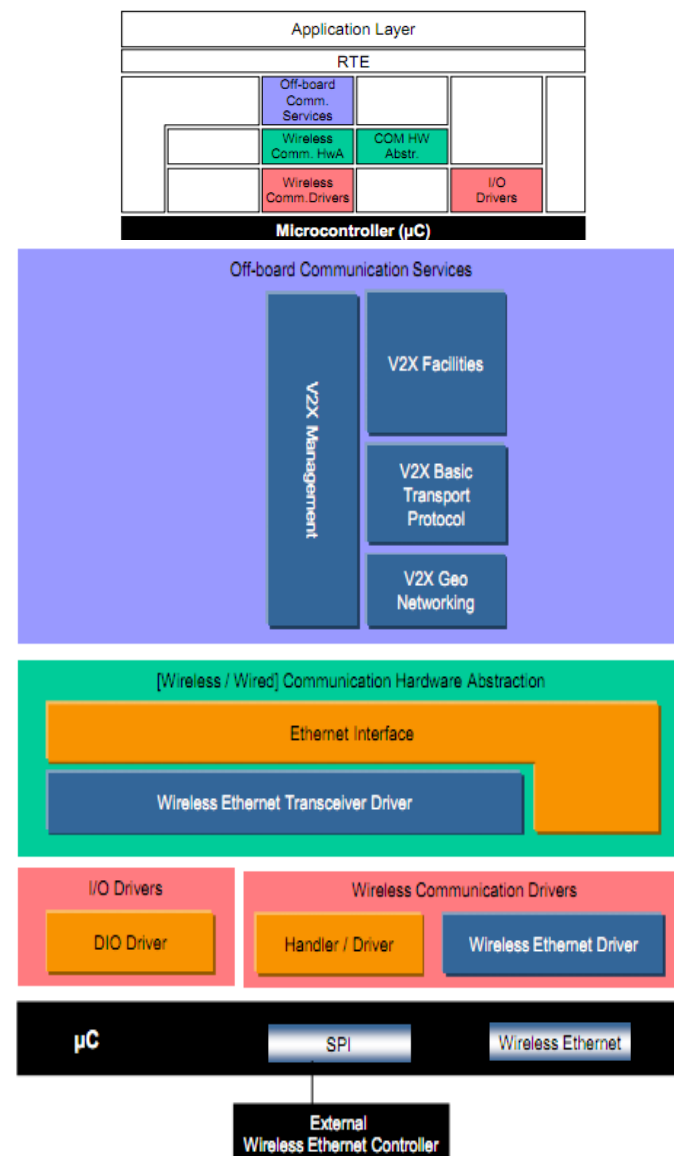 Application Layer
RTE
Off-board
Comm.
Services
Wireless
Comm. HwA
COM HW
Abstr.
Wireless
Comm.Drivers
I/O
Drivers
Microcontroller (µC)
Off-board Communication Services
V2X Management
V2X Facilities
V2X Basic
Transport
Protocol
V2X Geo
Networking
[Wireless / Wired] Communication Hardware Abstraction
Ethernet Interface
Wireless Ethernet Transceiver Driver
I/O Drivers
Wireless Communication Drivers
DIO Driver
Handler / Driver
Wireless Ethernet Driver
µC
SPI
Wireless Ethernet
External
Wireless Ethernet Controller